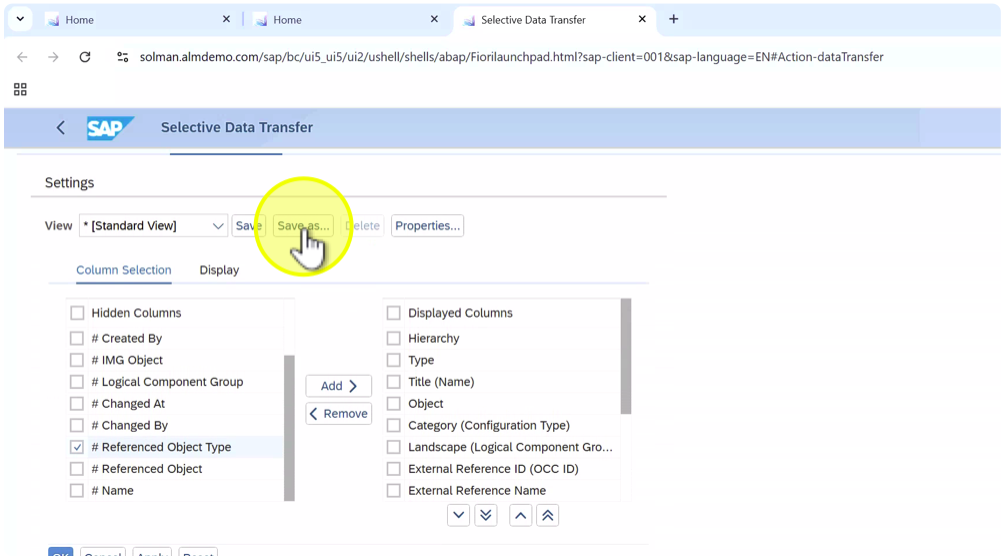 Home
Home
Selective Data Transfer
solman.almdemo.com/sap/bc/ui5_ui5/ui2/ushell/shells/abap/Fiorilaunchpad.html?sap-client=001&sap-language=EN#Action-dataTransfer
SAP Selective Data Transfer
Settings
View * [Standard View] Save Save as... Delete Properties...
Column Selection Display
Hidden Columns
# Created By
# IMG Object
# Logical Component Group
# Changed At
# Changed By
# Referenced Object Type
# Referenced Object
# Name
Add
Remove
Displayed Columns
Hierarchy
Type
Title (Name)
Object
Category (Configuration Type)
Landscape (Logical Component Gro...
External Reference ID (OCC ID)
External Reference Name
OK Cancel Apply Reset